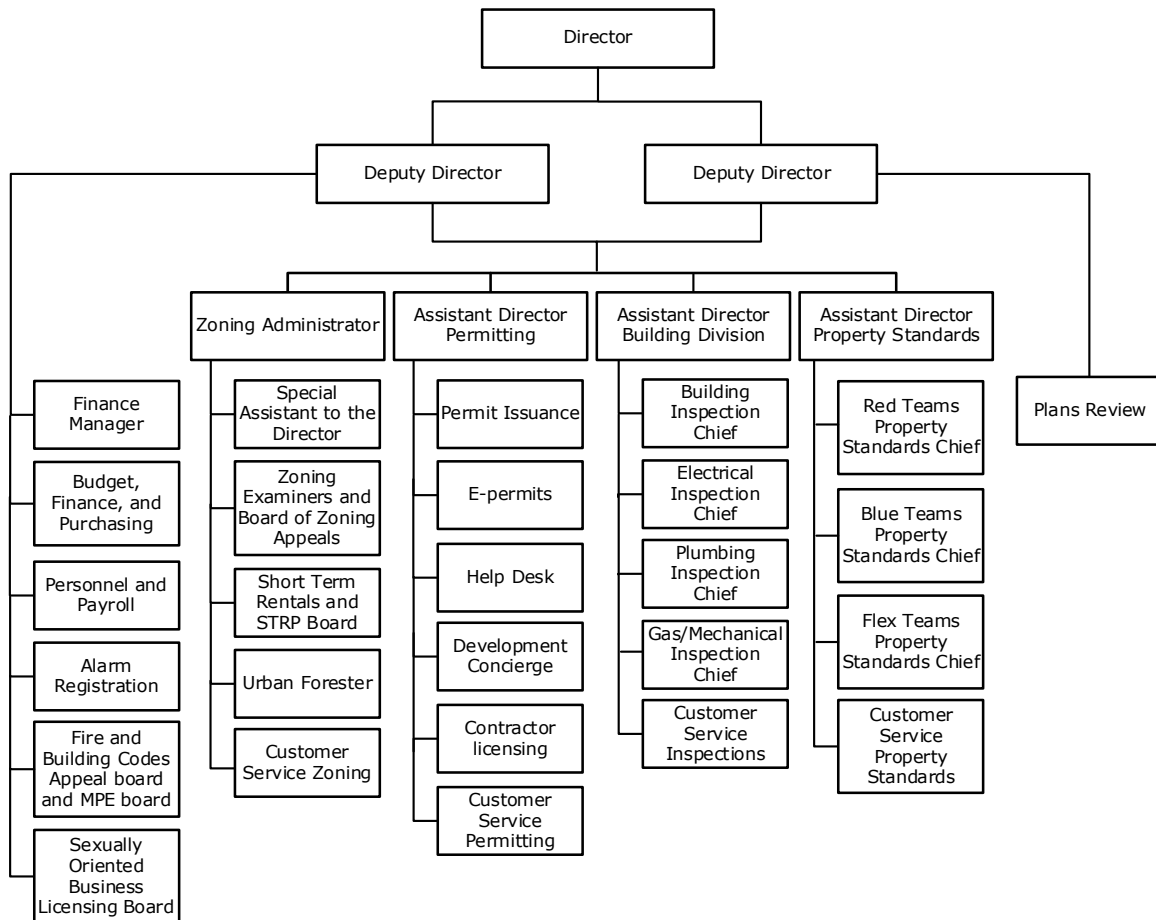 Director
Deputy Director
Deputy Director
Zoning Administrator
Assistant Director
Permitting
Assistant Director
Building Division
Assistant Director
Property Standards
Finance
Manager
Budget,
Finance, and
Purchasing
Personnel and
Payroll
Alarm
Registration
Fire and
Building Codes
Appeal board
and MPE board
Sexually
Oriented
Business
Licensing Board
Special
Assistant to the
Director
Zoning
Examiners and
Board of Zoning
Appeals
Short Term
Rentals and
STRP Board
Urban Forester
Customer
Service Zoning
Permit Issuance
E-permits
Help Desk
Development
Concierge
Contractor
licensing
Customer
Service
Permitting
Building
Inspection
Chief
Electrical
Inspection
Chief
Plumbing
Inspection
Chief
Gas/Mechanical
Inspection
Chief
Customer
Service
Inspections
Red Teams
Property
Standards Chief
Blue Teams
Property
Standards Chief
Flex Teams
Property
Standards Chief
Customer
Service
Property
Standards
Plans Review